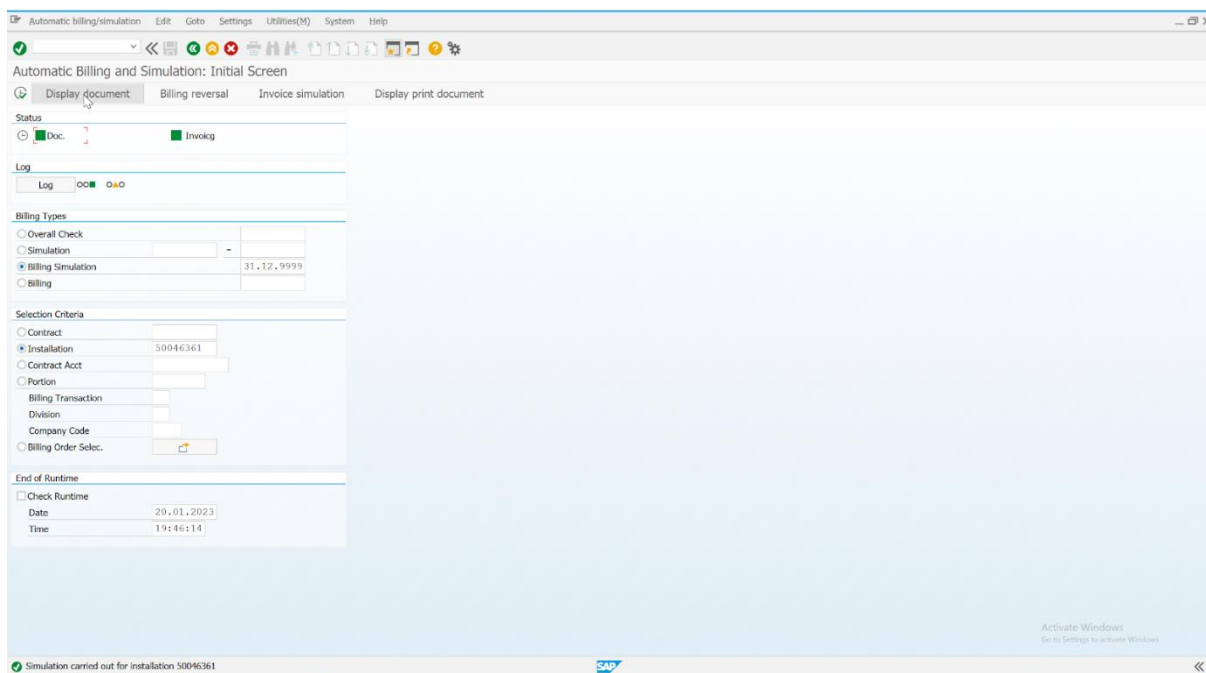 Automatic billing/simulation Edit Goto Settings Utilities(M) System Help
Automatic Billing and Simulation: Initial Screen
Display document Billing reversal Invoice simulation Display print document
Status
Doc. Invoicg
Log
Log
Billing Types
Overall Check
Simulation -
Billing Simulation 31.12.9999
Billing
Selection Criteria
Contract
Installation 50046361
Contract Acct
Portion
Billing Transaction
Division
Company Code
Billing Order Selec.
End of Runtime
Check Runtime
Date 20.01.2023
Time 19:46:14
Activate Windows
Go to Settings to activate Windows.
Simulation carried out for installation 50046361 SAP